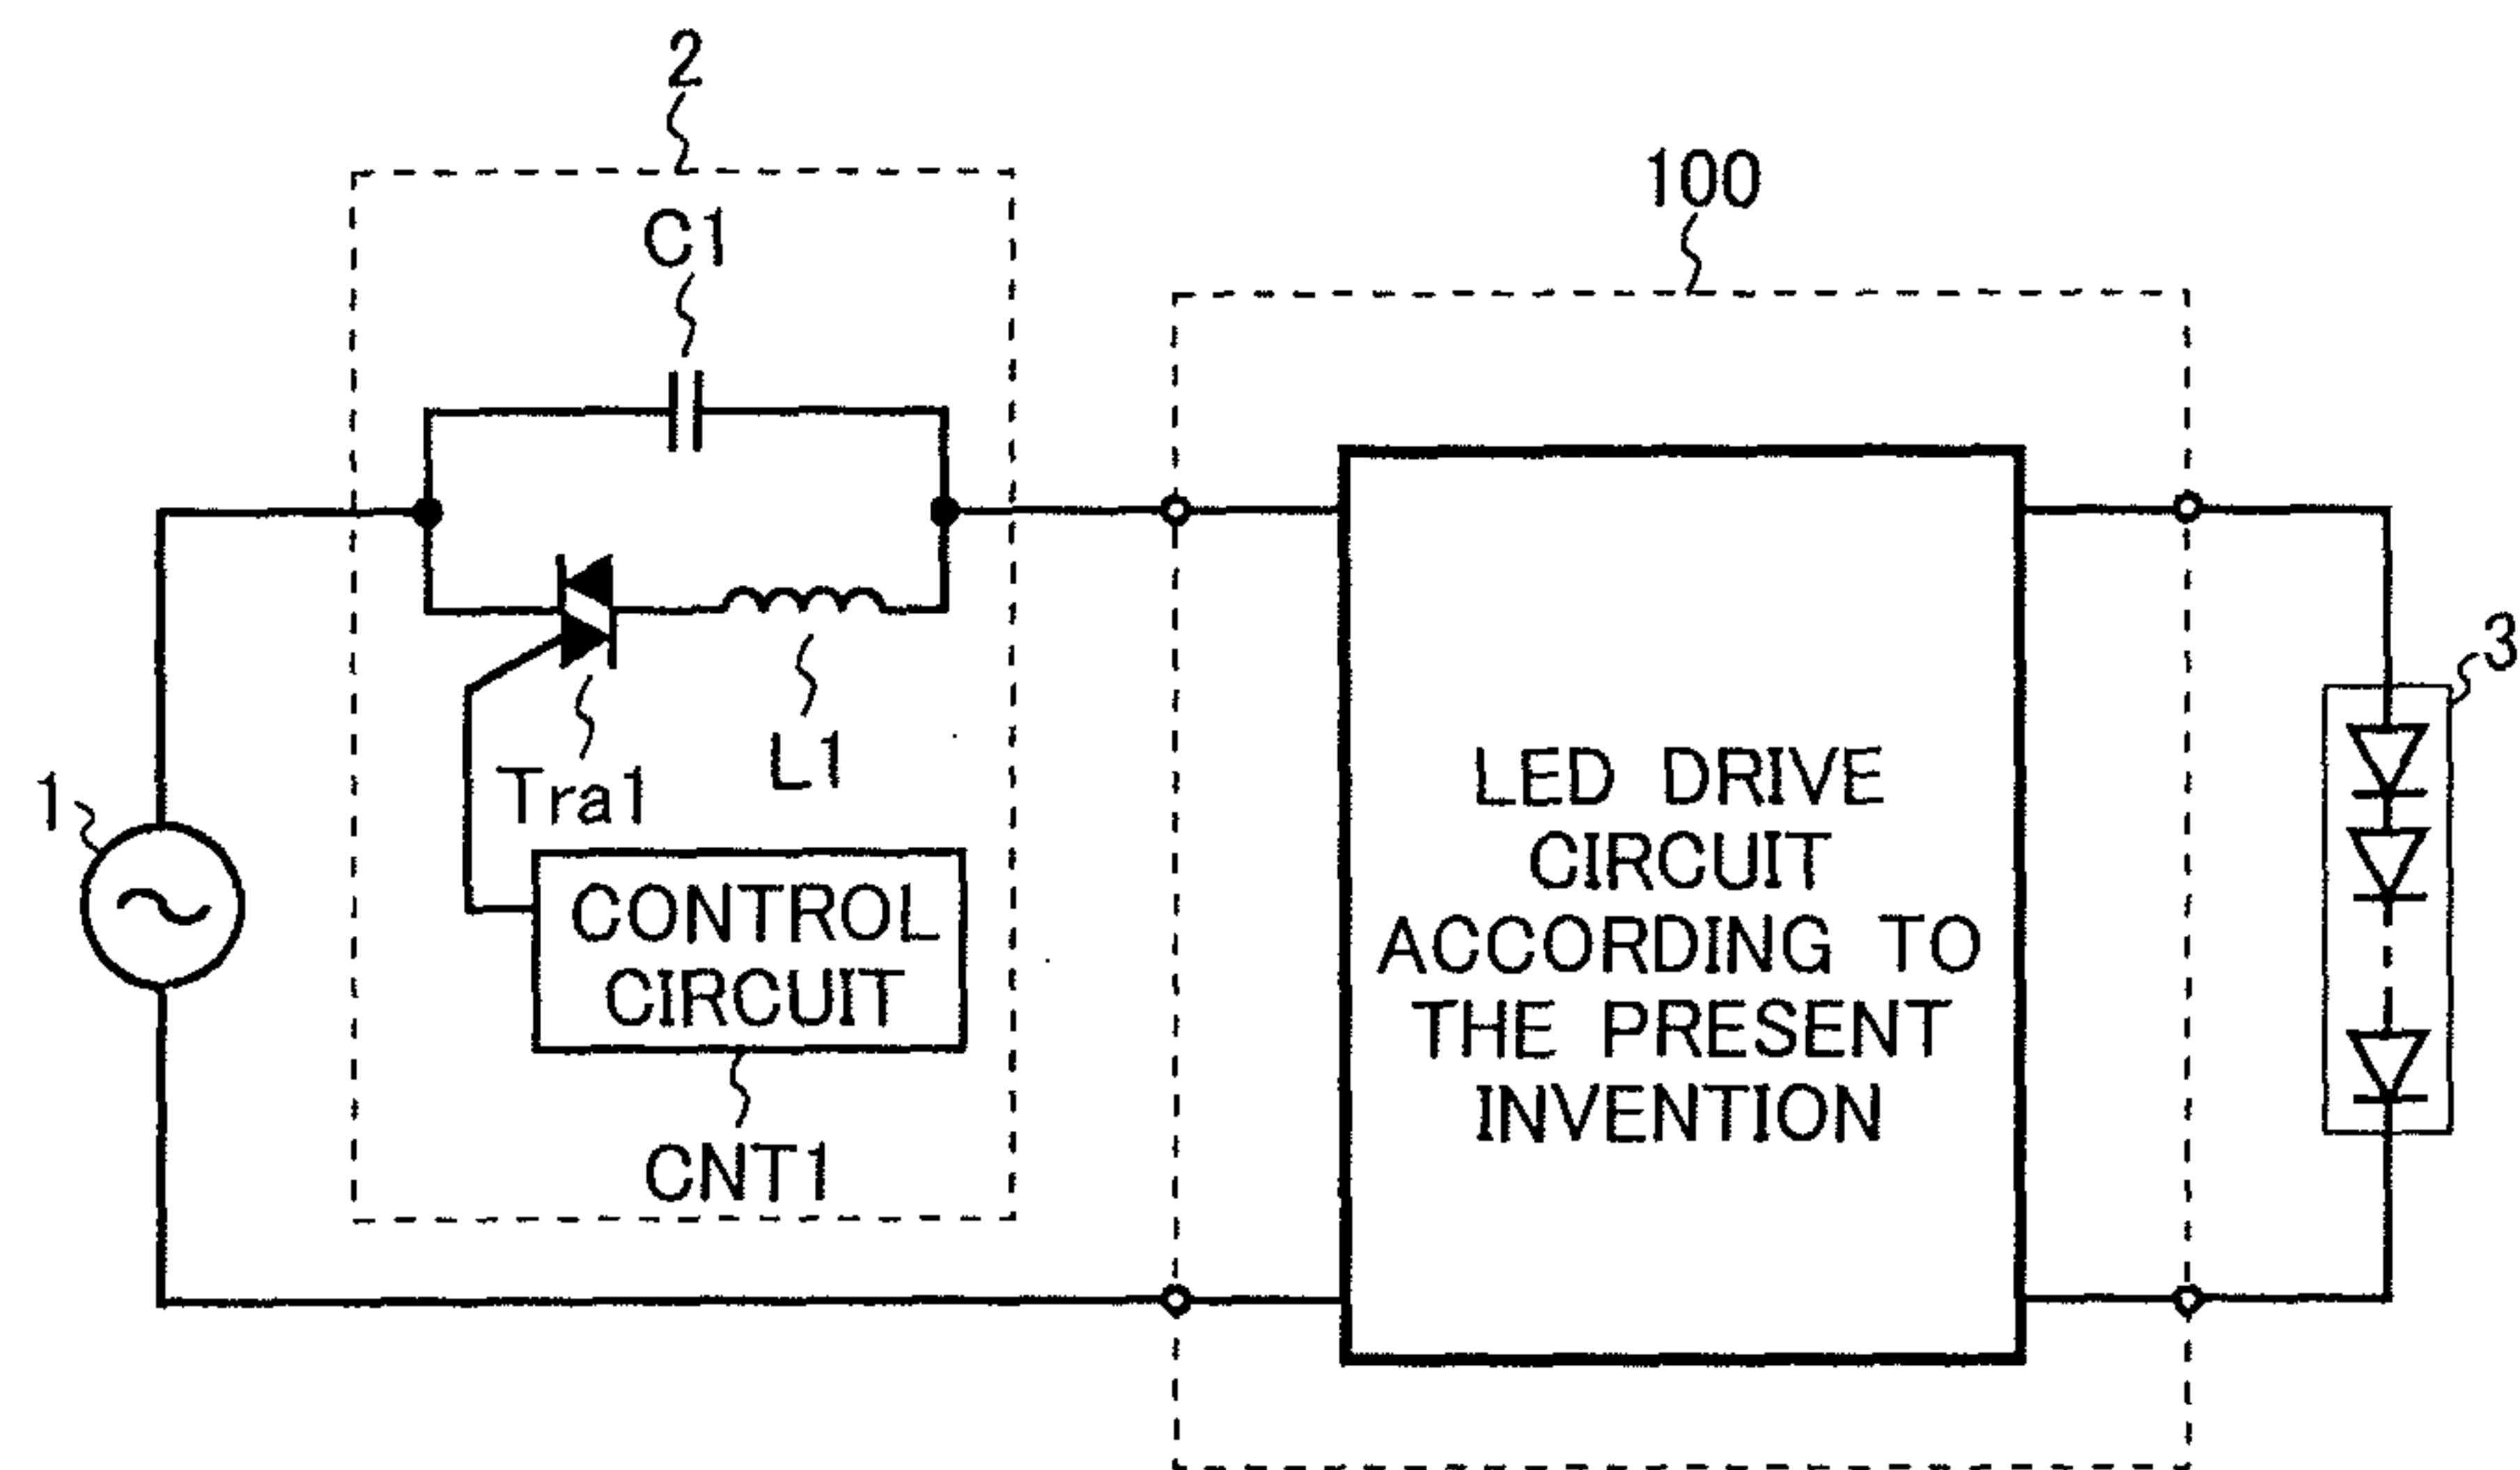 2
100
C1
3
L1
Tra1
1
CONTROL
CIRCUIT
CNT1
LED DRIVE
CIRCUIT
ACCORDING TO
THE PRESENT
INVENTION